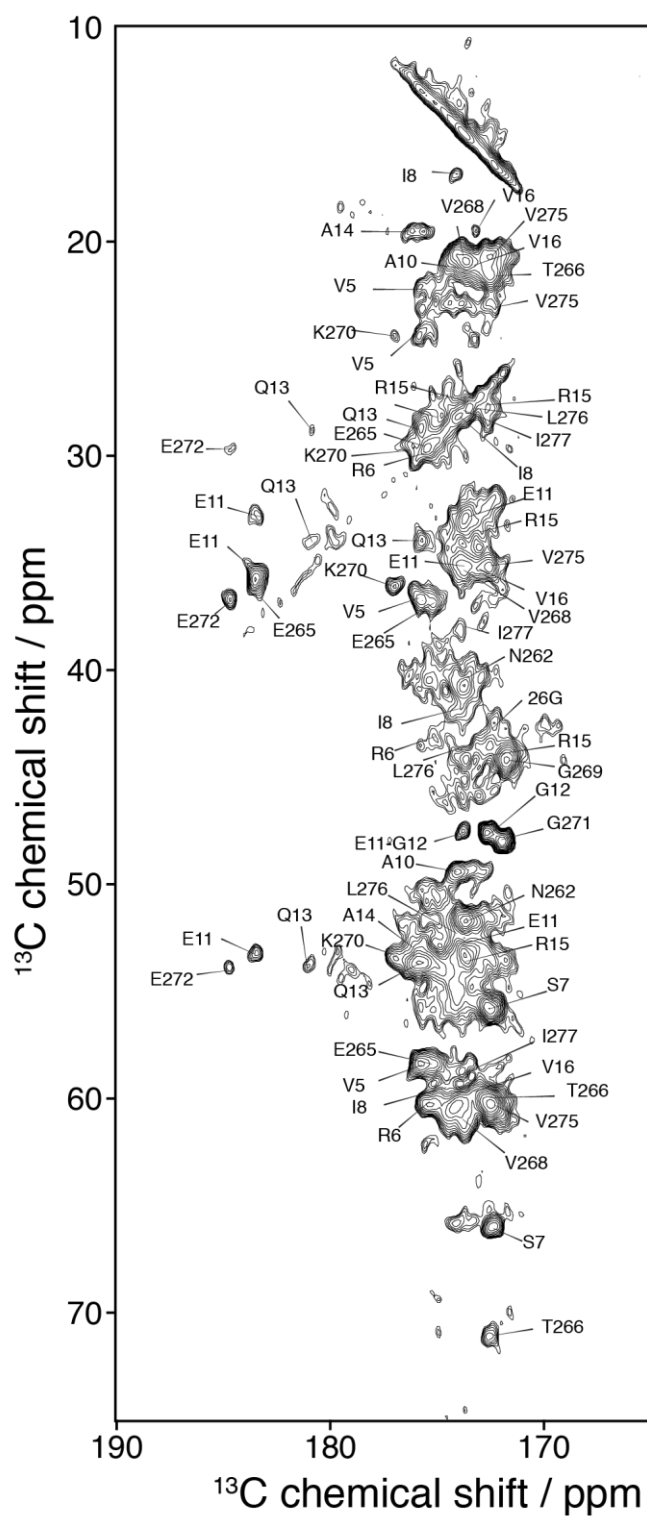 10
I8
V16
V268
V275
20
A14
V16
A10
T266
V5
V275
K270
V5
R15
Q13
R15
Q13
L276
E265
I277
E272
K270
30
I8
R6
E11
Q13
E11
R15
Q13
E11
E11
V275
K270
V16
V5
E272
V268
E265
E265
I277
N262
13C chemical shift / ppm
40
26G
I8
R6
R15
L276
G269
G12
E11-G12
G271
A10
50
L276
N262
Q13
A14
E11
E11
K270
R15
E272
Q13
S7
I277
E265
V16
V5
T266
I8
60
V275
R6
V268
S7
70
T266
190
180
170
13C chemical shift / ppm